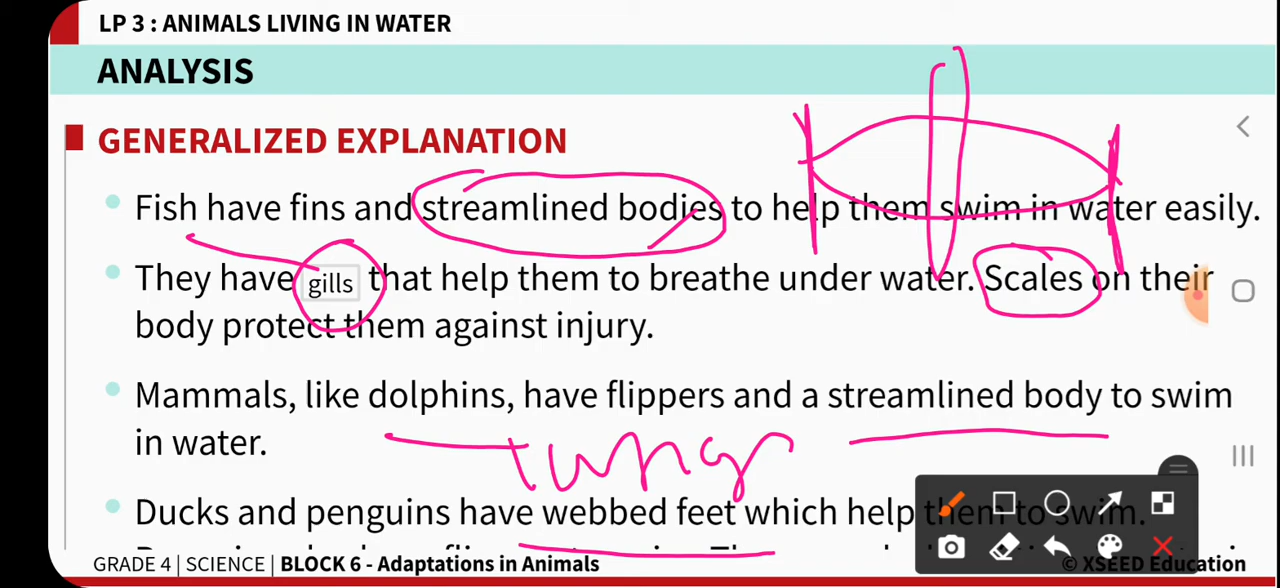 LP 3 : ANIMALS LIVING IN WATER
ANALYSIS
GENERALIZED EXPLANATION
Fish have fins and streamlined bodies to help them swim in water easily.
They have gills that help them to breathe under water. Scales on their
body protect them against injury.
Mammals, like dolphins, have flippers and a streamlined body to swim
in water.
lungs
Ducks and penguins have webbed feet which help them to swim.
GRADE 4 | SCIENCE | BLOCK 6 - Adaptations in Animals © XSEED Education